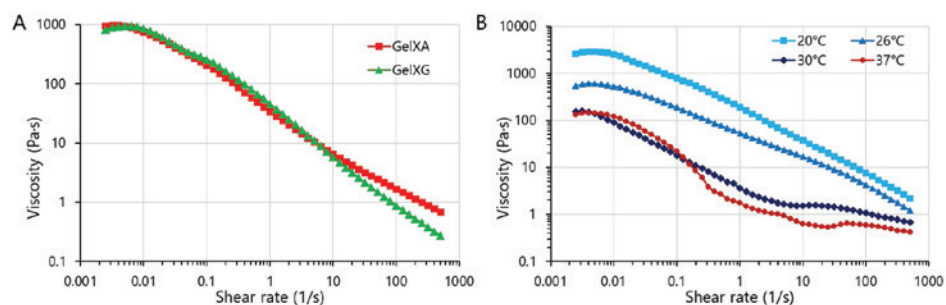 A
Viscosity (Pa·s)
1000
100
10
1
0.1
GelXA
GelXG
0.001 0.01 0.1 1 10 100 1000
Shear rate (1/s)
B
Viscosity (Pa·s)
10000
1000
100
10
1
0.1
20°C 26°C
30°C 37°C
0.001 0.01 0.1 1 10 100 1000
Shear rate (1/s)